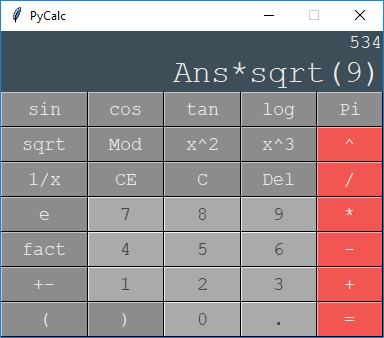 PyCalc
534
Ans*sqrt(9)
sin cos tan log Pi
sqrt Mod x^2 x^3 ^
1/x CE C Del /
e 7 8 9 *
fact 4 5 6 -
+- 1 2 3 +
( ) 0 . =